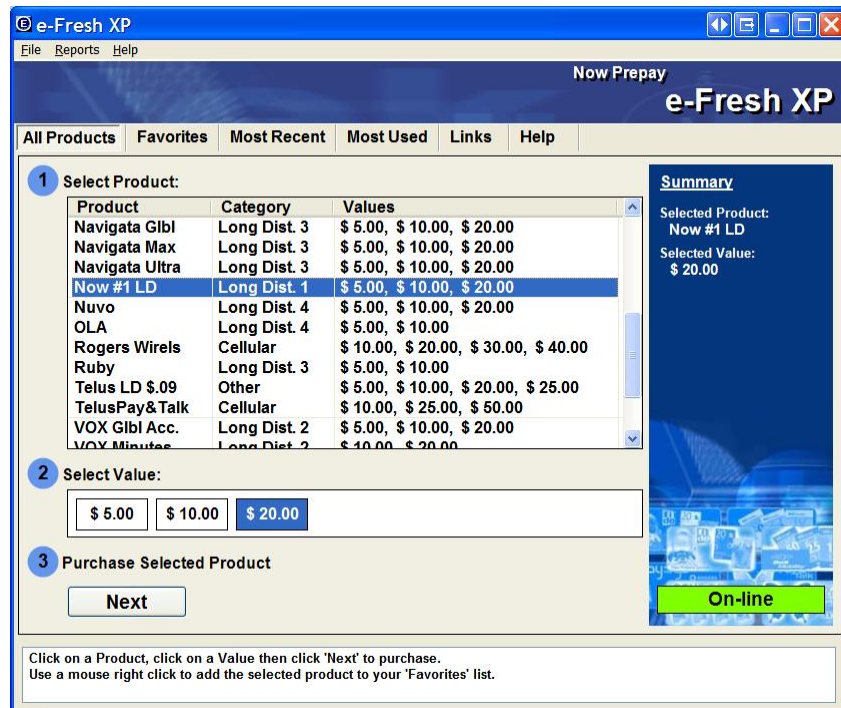 e-Fresh XP
File Reports Help
Now Prepay
e-Fresh XP
All Products Favorites Most Recent Most Used Links Help
1 Select Product:
Product Category Values
Navigata Glbl Long Dist. 3 $ 5.00, $ 10.00, $ 20.00
Navigata Max Long Dist. 3 $ 5.00, $ 10.00, $ 20.00
Navigata Ultra Long Dist. 3 $ 5.00, $ 10.00, $ 20.00
Now #1 LD Long Dist. 1 $ 5.00, $ 10.00, $ 20.00
Nuvo Long Dist. 4 $ 5.00, $ 10.00, $ 20.00
OLA Long Dist. 4 $ 5.00, $ 10.00
Rogers Wirels Cellular $ 10.00, $ 20.00, $ 30.00, $ 40.00
Ruby Long Dist. 3 $ 5.00, $ 10.00
Telus LD $.09 Other $ 5.00, $ 10.00, $ 20.00, $ 25.00
TelusPay&Talk Cellular $ 10.00, $ 25.00, $ 50.00
VOX Glbl Acc. Long Dist. 2 $ 5.00, $ 10.00, $ 20.00
VOX Minutes Long Dist. 2 $ 10.00, $ 20.00
Summary
Selected Product:
Now #1 LD
Selected Value:
$ 20.00
2 Select Value:
$ 5.00 $ 10.00 $ 20.00
3 Purchase Selected Product
Next
On-line
Click on a Product, click on a Value then click 'Next' to purchase.
Use a mouse right click to add the selected product to your 'Favorites' list.